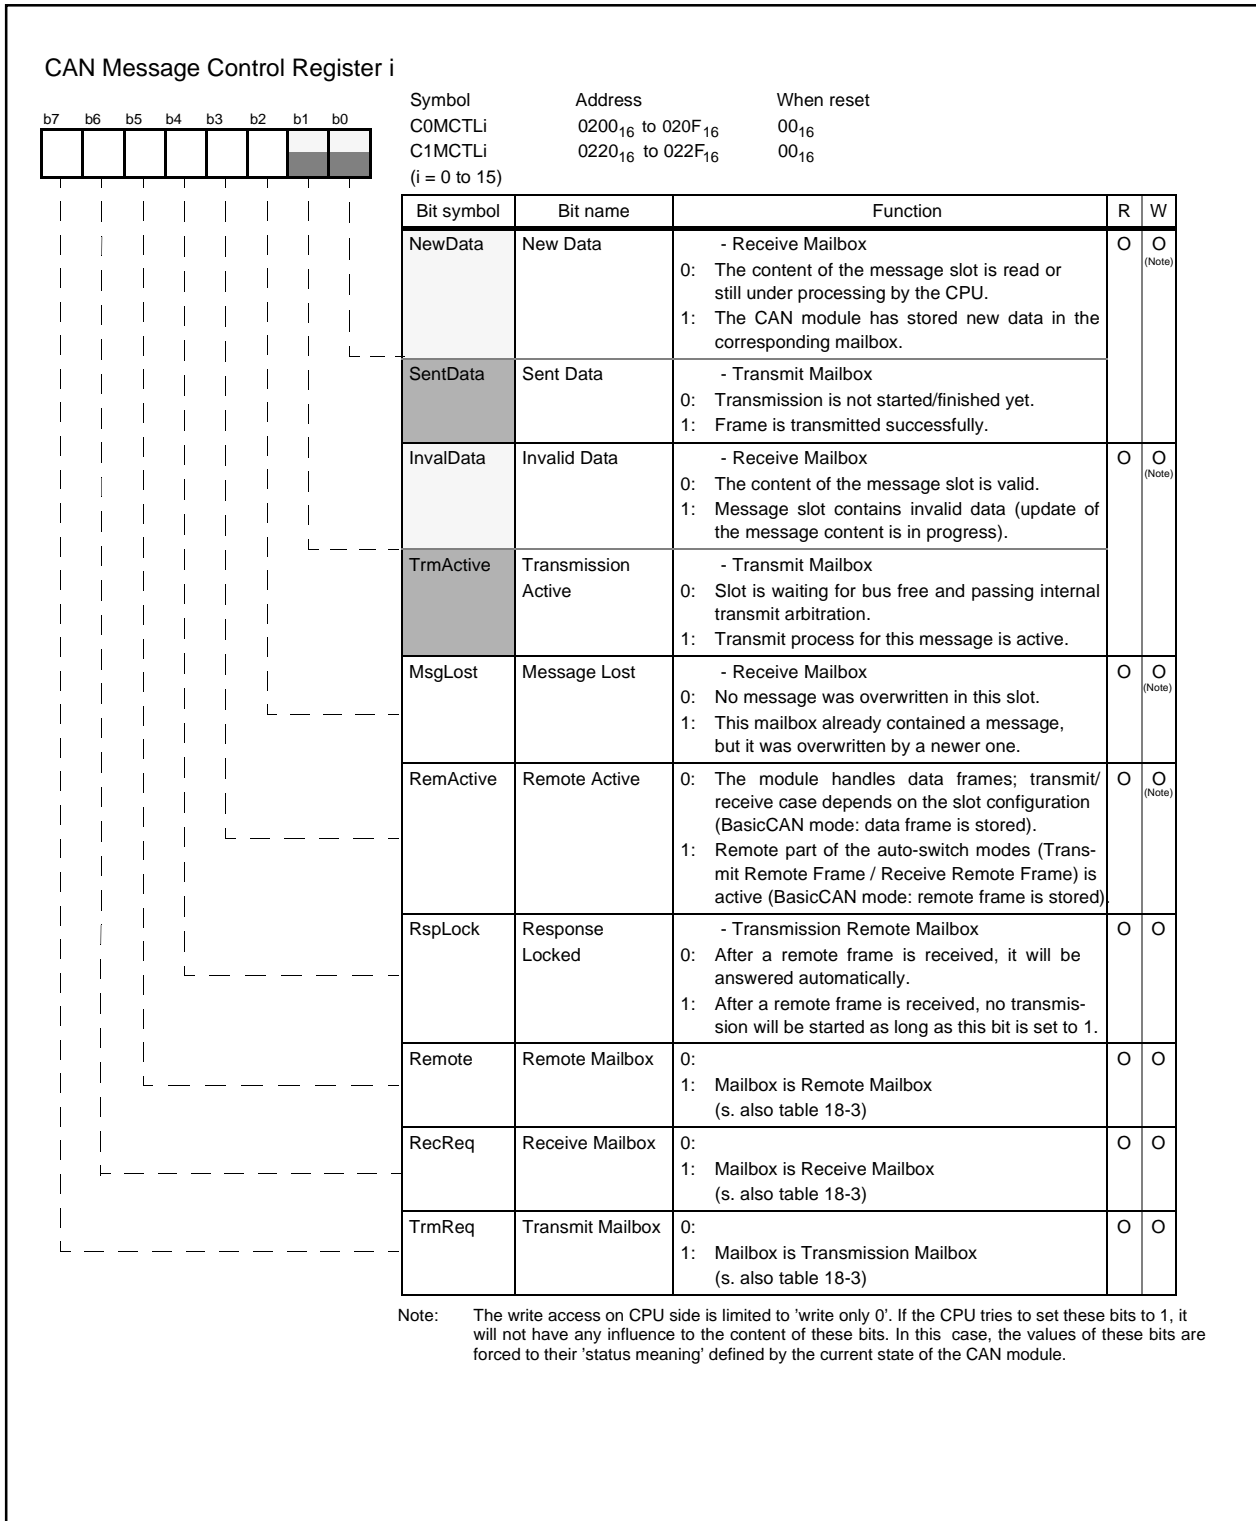 CAN Message Control Register i
b7 b6 b5 b4 b3 b2 b1 b0
Symbol Address When reset
C0MCTLi 0200₁₆ to 020F₁₆ 00₁₆
C1MCTLi 0220₁₆ to 022F₁₆ 00₁₆
(i = 0 to 15)
Bit symbol Bit name Function R W
NewData New Data - Receive Mailbox O O
(Note)
0: The content of the message slot is read or
still under processing by the CPU.
1: The CAN module has stored new data in the
corresponding mailbox.
SentData Sent Data - Transmit Mailbox
0: Transmission is not started/finished yet.
1: Frame is transmitted successfully.
InvalData Invalid Data - Receive Mailbox O O
(Note)
0: The content of the message slot is valid.
1: Message slot contains invalid data (update of
the message content is in progress).
TrmActive Transmission - Transmit Mailbox
Active 0: Slot is waiting for bus free and passing internal
transmit arbitration.
1: Transmit process for this message is active.
MsgLost Message Lost - Receive Mailbox O O
(Note)
0: No message was overwritten in this slot.
1: This mailbox already contained a message,
but it was overwritten by a newer one.
RemActive Remote Active 0: The module handles data frames; transmit/ O O
(Note)
receive case depends on the slot configuration
(BasicCAN mode: data frame is stored).
1: Remote part of the auto-switch modes (Trans-
mit Remote Frame / Receive Remote Frame) is
active (BasicCAN mode: remote frame is stored).
RspLock Response - Transmission Remote Mailbox O O
Locked 0: After a remote frame is received, it will be
answered automatically.
1: After a remote frame is received, no transmis-
sion will be started as long as this bit is set to 1.
Remote Remote Mailbox 0: O O
1: Mailbox is Remote Mailbox
(s. also table 18-3)
RecReq Receive Mailbox 0: O O
1: Mailbox is Receive Mailbox
(s. also table 18-3)
TrmReq Transmit Mailbox 0: O O
1: Mailbox is Transmission Mailbox
(s. also table 18-3)
Note: The write access on CPU side is limited to 'write only 0'. If the CPU tries to set these bits to 1, it
will not have any influence to the content of these bits. In this case, the values of these bits are
forced to their 'status meaning' defined by the current state of the CAN module.